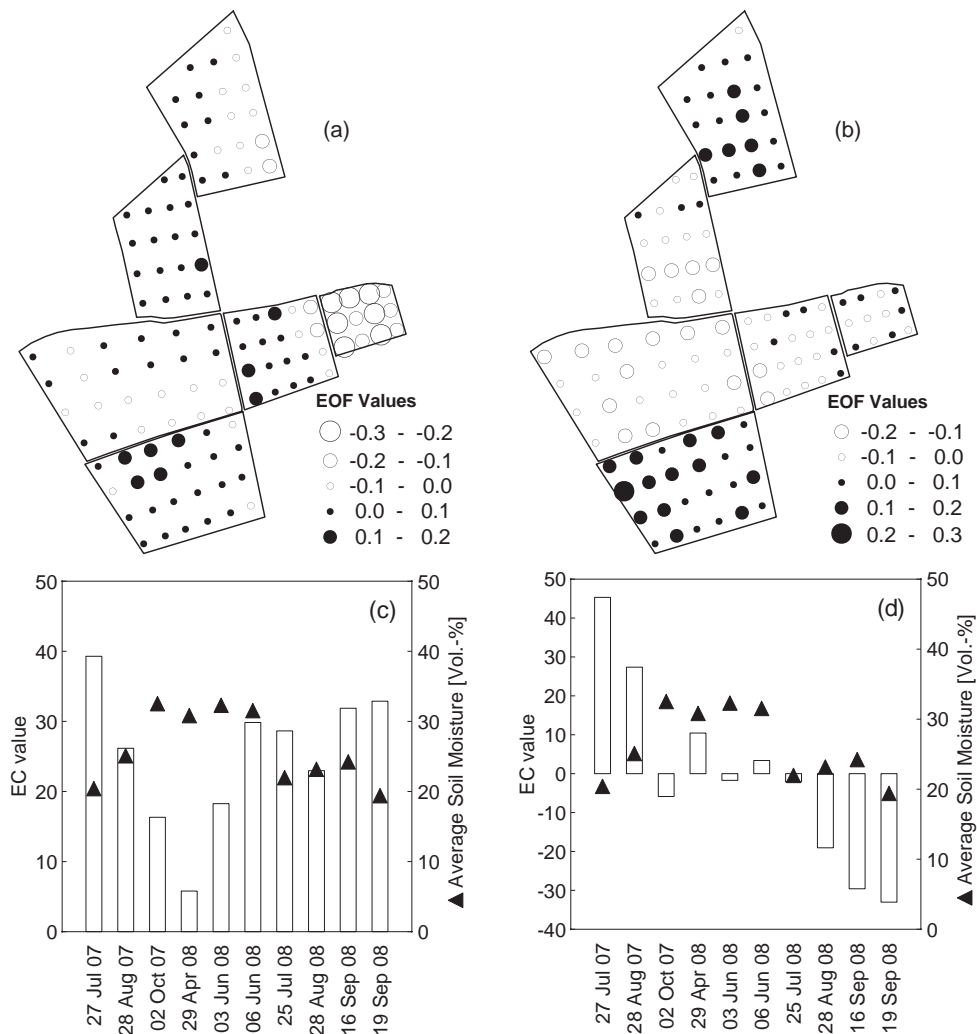 (a)
EOF Values
-0.3 - -0.2
-0.2 - -0.1
-0.1 - 0.0
0.0 - 0.1
0.1 - 0.2
(b)
EOF Values
-0.2 - -0.1
-0.1 - 0.0
0.0 - 0.1
0.1 - 0.2
0.2 - 0.3
(c)
EC value
50
40
30
20
10
0
50
40
30
20
10
0
▲ Average Soil Moisture [Vol.-%]
27 Jul 07
28 Aug 07
02 Oct 07
29 Apr 08
03 Jun 08
06 Jun 08
25 Jul 08
28 Aug 08
16 Sep 08
19 Sep 08
(d)
EC value
50
40
30
20
10
0
-10
-20
-30
-40
50
40
30
20
10
0
▲ Average Soil Moisture [Vol.-%]
27 Jul 07
28 Aug 07
02 Oct 07
29 Apr 08
03 Jun 08
06 Jun 08
25 Jul 08
28 Aug 08
16 Sep 08
19 Sep 08